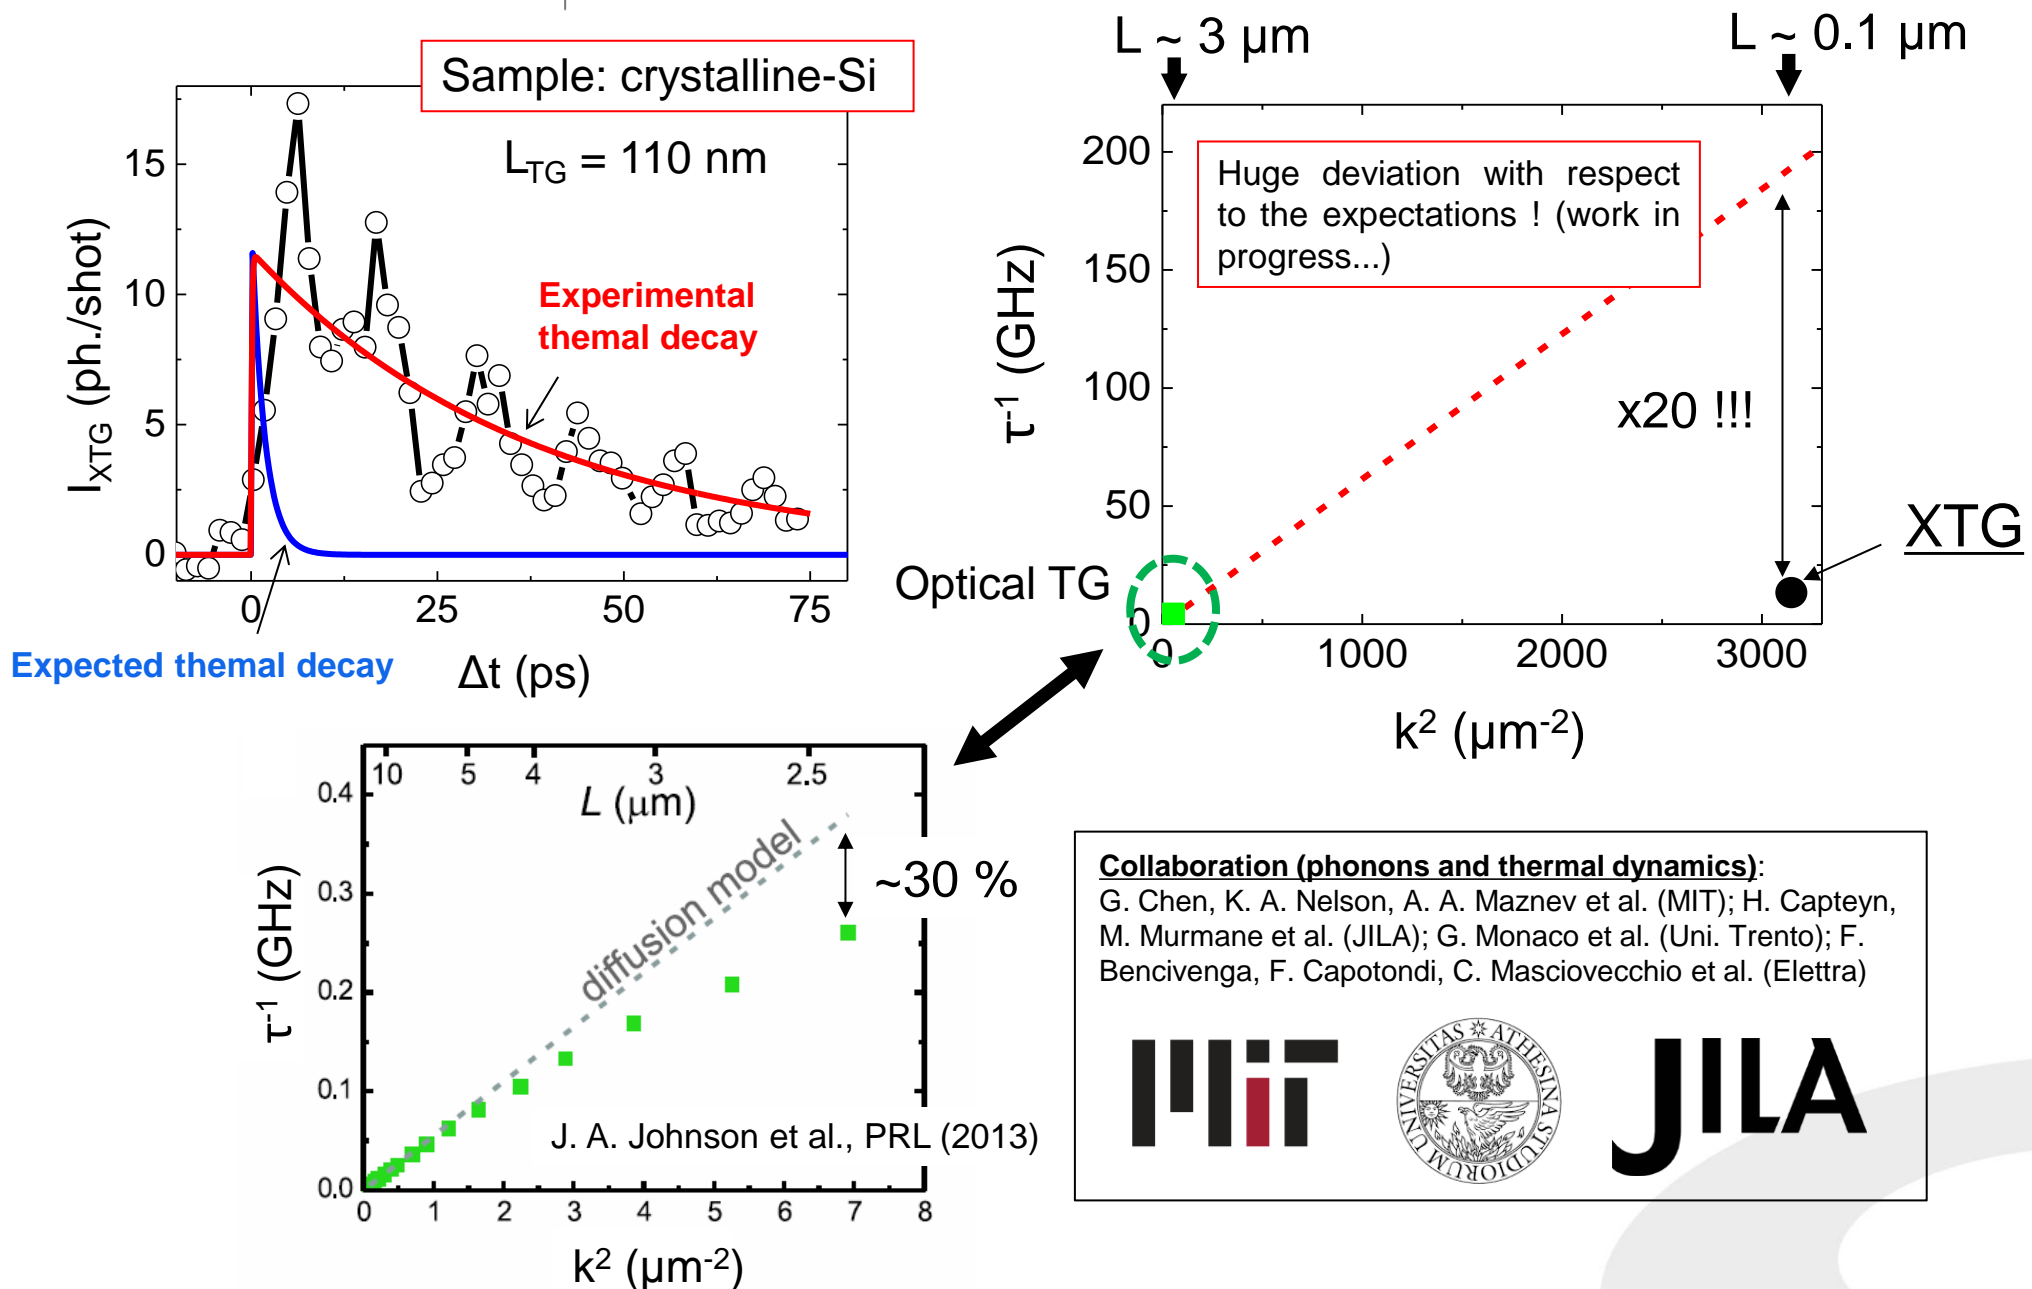 Sample: crystalline-Si
L_TG = 110 nm
I_XTG (ph./shot)
15
10
5
0
Experimental
themal decay
0 25 50 75
Expected themal decay
Δt (ps)
L ~ 3 µm
L ~ 0.1 µm
200
150
100
50
0
τ⁻¹ (GHz)
Huge deviation with respect
to the expectations ! (work in
progress...)
x20 !!!
XTG
Optical TG
0 1000 2000 3000
k² (µm⁻²)
10 5 4 3 2.5
L (µm)
0.4
0.3
0.2
0.1
0.0
τ⁻¹ (GHz)
diffusion model
~30 %
J. A. Johnson et al., PRL (2013)
0 1 2 3 4 5 6 7 8
k² (µm⁻²)
Collaboration (phonons and thermal dynamics):
G. Chen, K. A. Nelson, A. A. Maznev et al. (MIT); H. Capteyn,
M. Murmane et al. (JILA); G. Monaco et al. (Uni. Trento); F.
Bencivenga, F. Capotondi, C. Masciovecchio et al. (Elettra)
MIT
UNIVERSITAS ATHESINA STUDIORUM
JILA